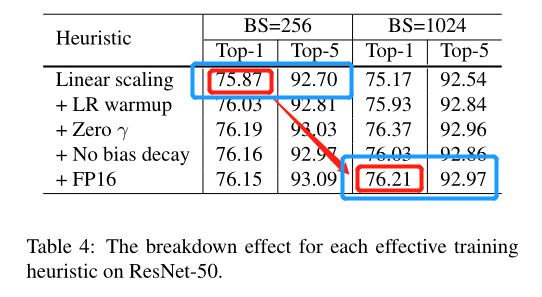 Heuristic BS=256 BS=1024
Top-1 Top-5 Top-1 Top-5
Linear scaling 75.87 92.70 75.17 92.54
+ LR warmup 76.03 92.81 75.93 92.84
+ Zero γ 76.19 93.03 76.37 92.96
+ No bias decay 76.16 92.97 76.03 92.86
+ FP16 76.15 93.09 76.21 92.97
Table 4: The breakdown effect for each effective training
heuristic on ResNet-50.